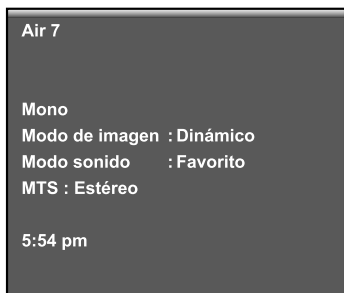 Air 7
Mono
Modo de imagen : Dinámico
Modo sonido : Favorito
MTS : Estéreo
5:54 pm